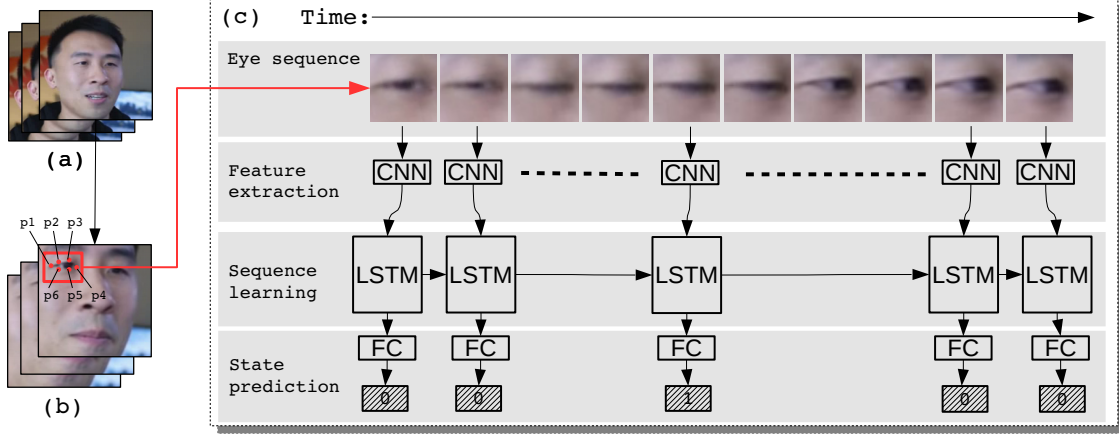 (c) Time:
Eye sequence
(a)
Feature
extraction
CNN CNN CNN CNN CNN
p1 p2 p3
p6 p5 p4
Sequence
learning
LSTM LSTM LSTM LSTM LSTM
State
prediction
FC FC FC FC FC
0 0 1 0 0
(b)